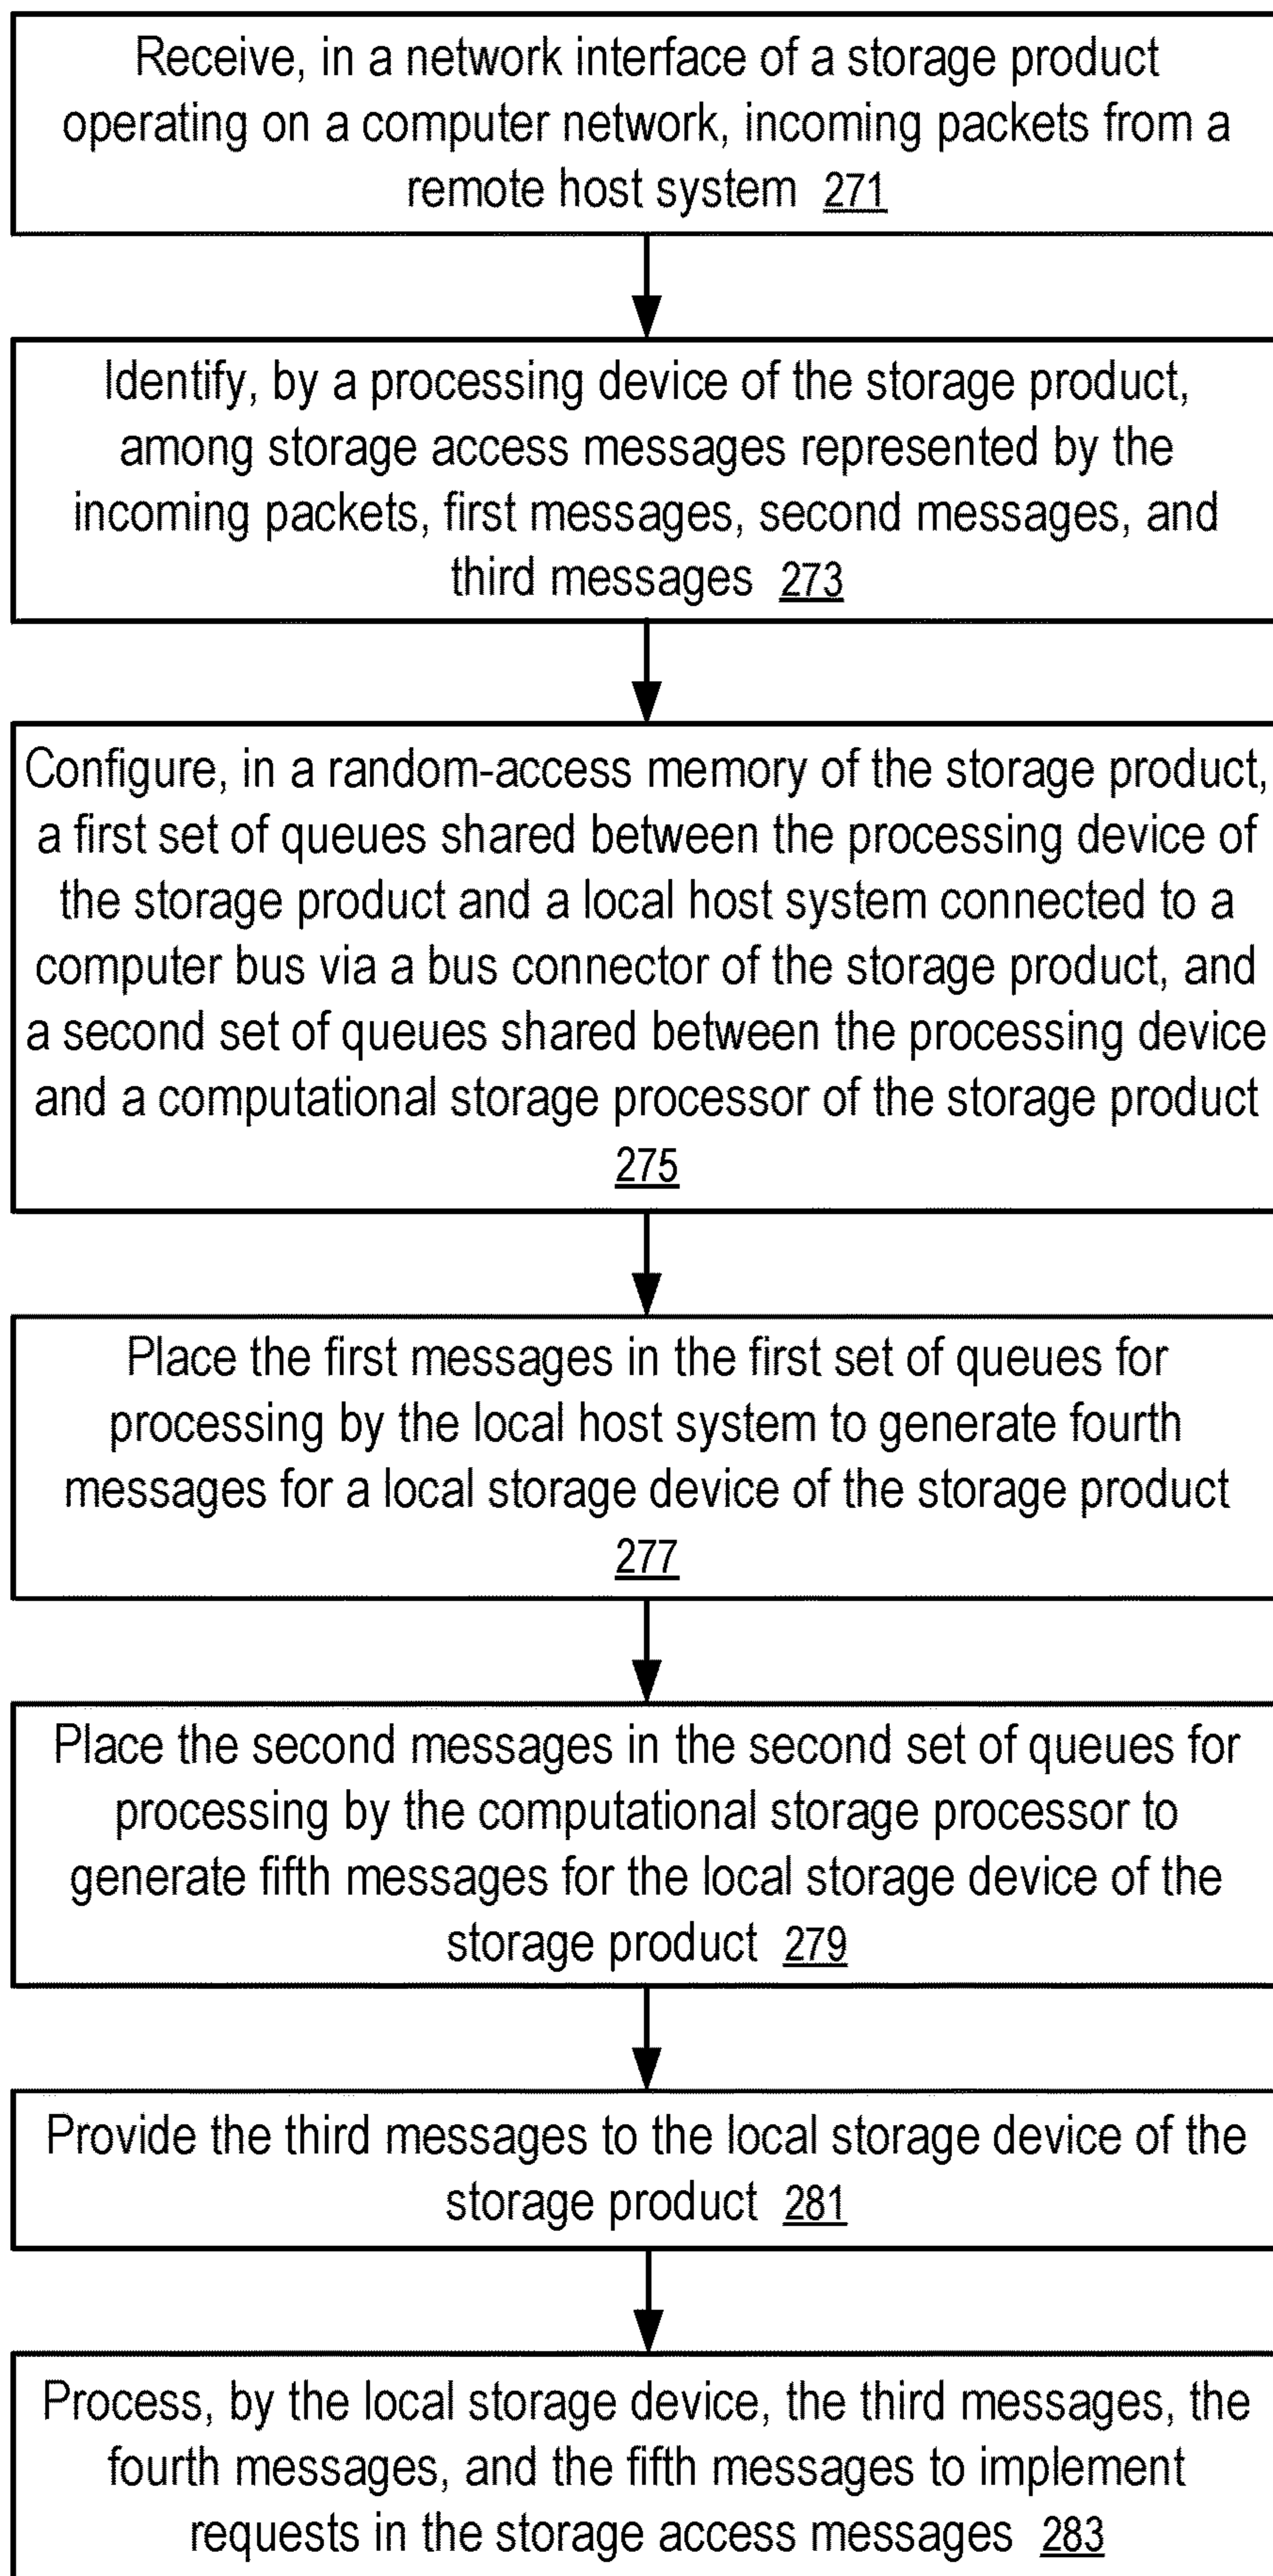 Receive, in a network interface of a storage product
operating on a computer network, incoming packets from a
remote host system 271
Identify, by a processing device of the storage product,
among storage access messages represented by the
incoming packets, first messages, second messages, and
third messages 273
Configure, in a random-access memory of the storage product,
a first set of queues shared between the processing device of
the storage product and a local host system connected to a
computer bus via a bus connector of the storage product, and
a second set of queues shared between the processing device
and a computational storage processor of the storage product
275
Place the first messages in the first set of queues for
processing by the local host system to generate fourth
messages for a local storage device of the storage product
277
Place the second messages in the second set of queues for
processing by the computational storage processor to
generate fifth messages for the local storage device of the
storage product 279
Provide the third messages to the local storage device of the
storage product 281
Process, by the local storage device, the third messages, the
fourth messages, and the fifth messages to implement
requests in the storage access messages 283